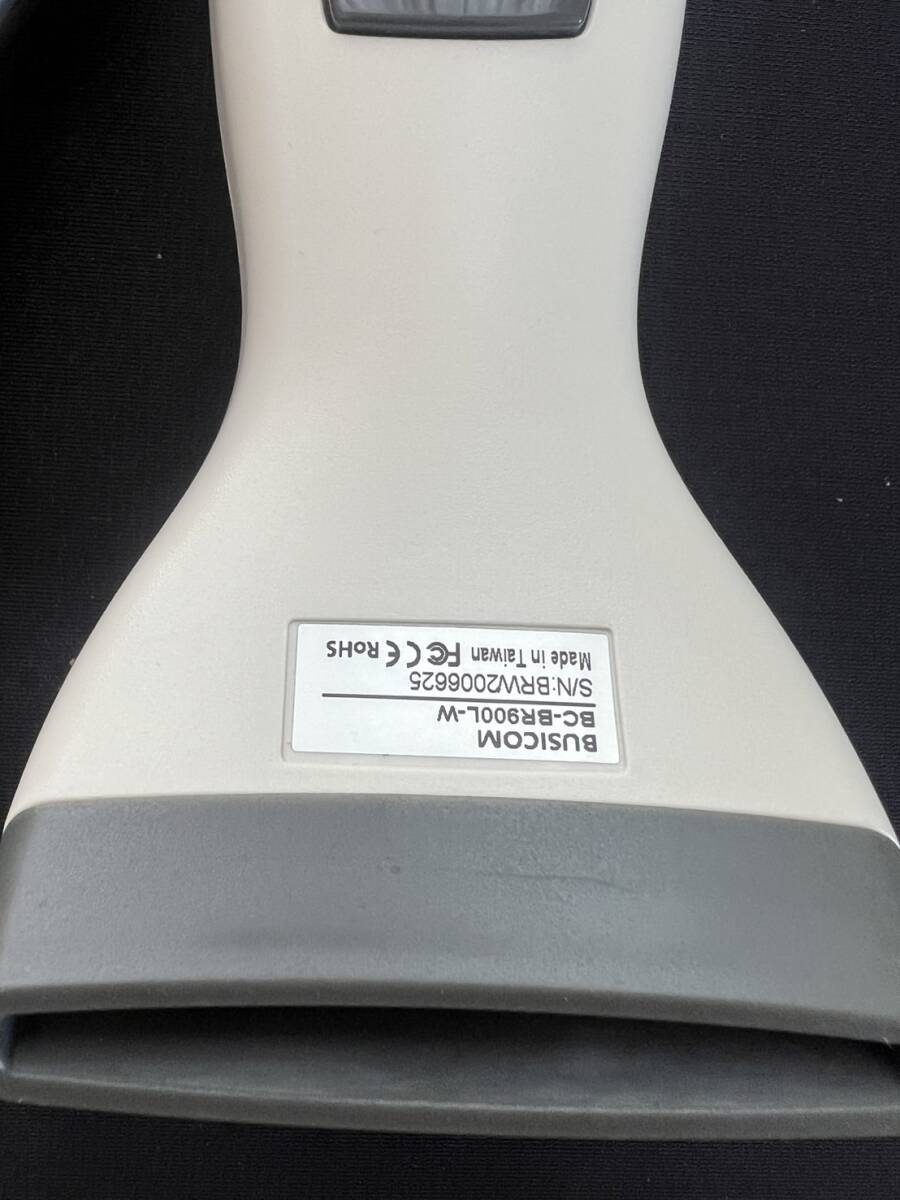 BUSICOM
BC-BR900L-W
S/N:BRW2006625
Made in Taiwan FC CE RoHS